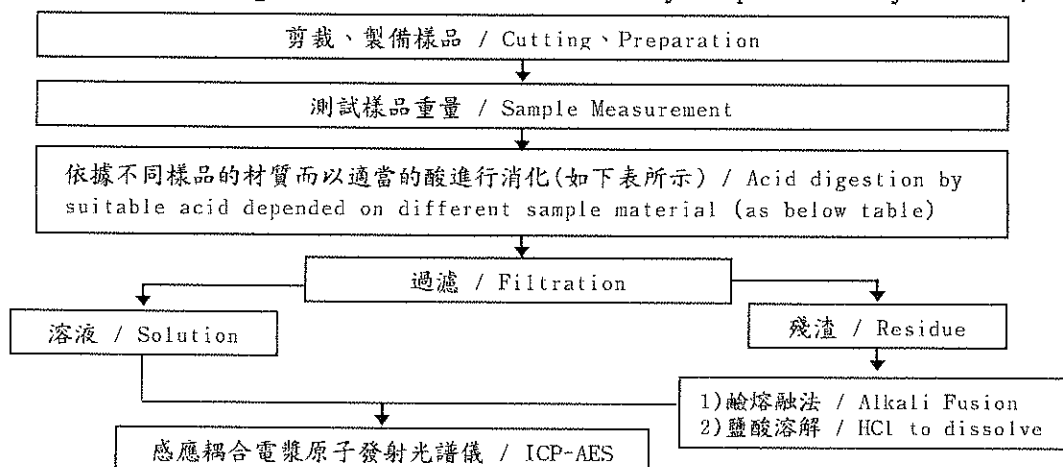 剪裁、製備樣品 / Cutting、Preparation
測試樣品重量 / Sample Measurement
依據不同樣品的材質而以適當的酸進行消化(如下表所示) / Acid digestion by
suitable acid depended on different sample material (as below table)
過濾 / Filtration
溶液 / Solution
殘渣 / Residue
1)鹼熔融法 / Alkali Fusion
2)鹽酸溶解 / HCl to dissolve
感應耦合電漿原子發射光譜儀 / ICP-AES